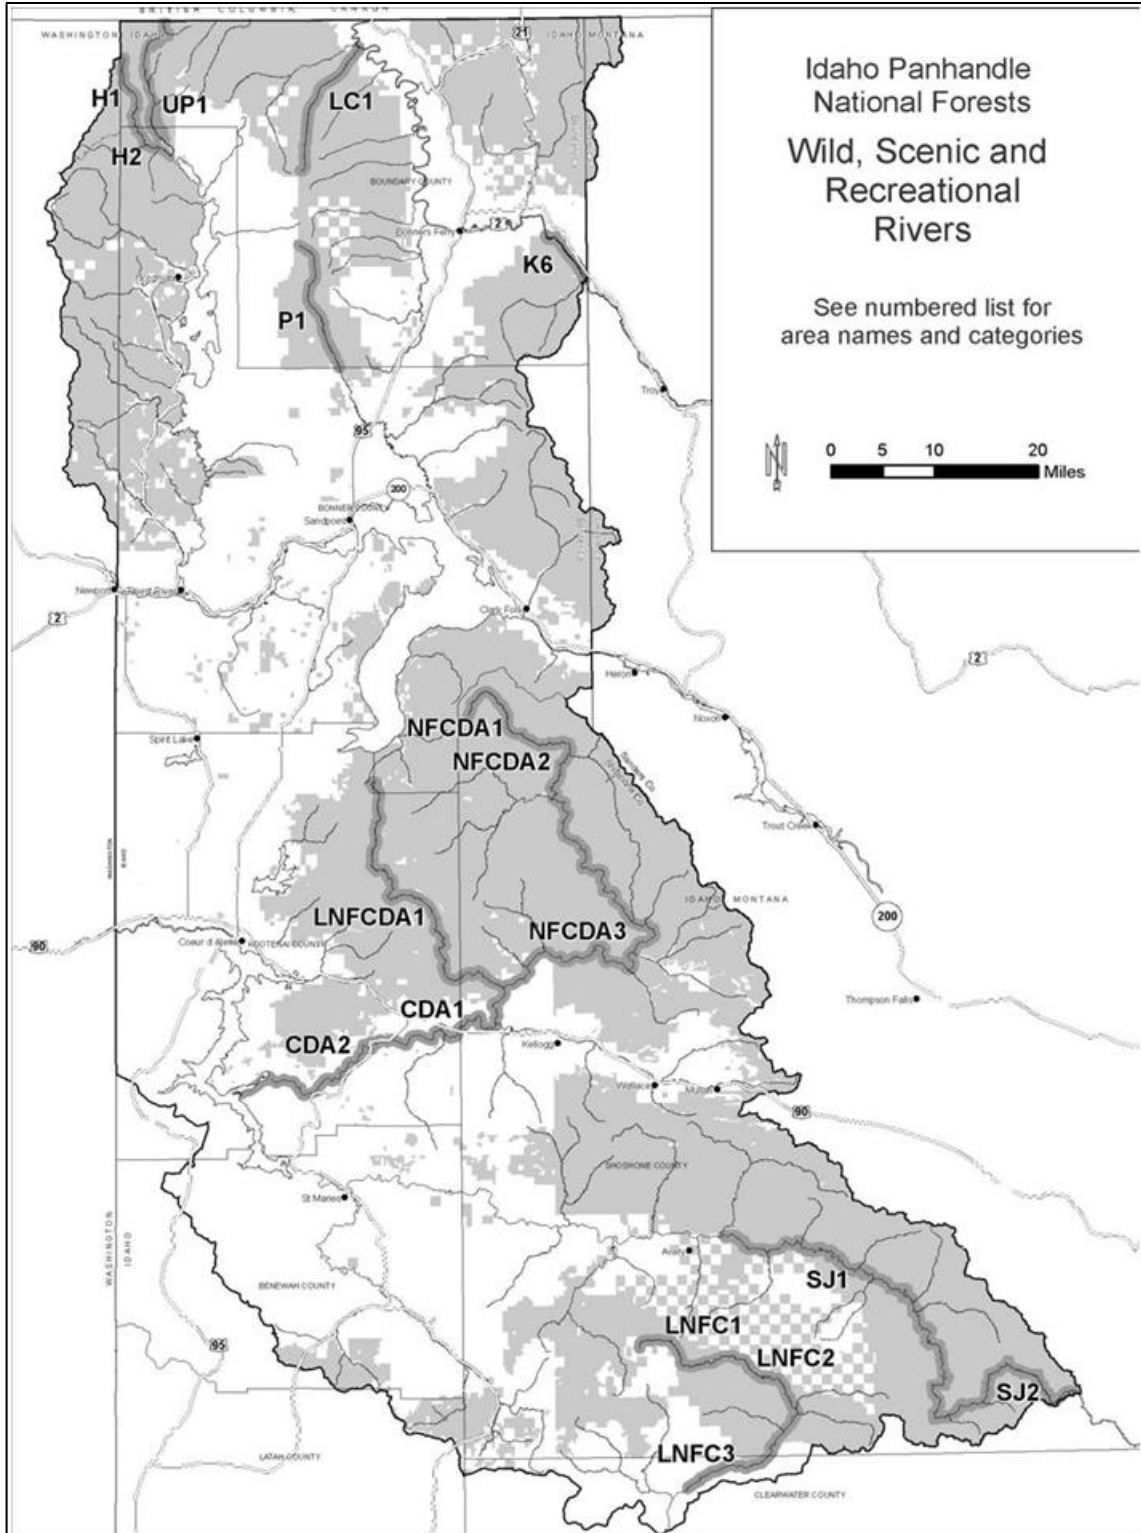 BRITISH COLUMBIA CANADA
WASHINGTON IDAHO
21
IDAHO MONTANA
Idaho Panhandle
National Forests
Wild, Scenic and
Recreational
Rivers
See numbered list for
area names and categories
0 5 10 20
Miles
H1
UP1
LC1
H2
BOUNDARY COUNTY
Bonners Ferry
2
K6
P1
Troy
95
200
BONNER COUNTY
Sandpoint
Newport
Priest River
2
Clark Fork
2
Heron
Noxon
NFCDA1
Spirit Lake
NFCDA2
Trout Creek
WASHINGTON
IDAHO
IDAHO MONTANA
LNFCDA1
NFCDA3
200
90
Coeur d Alene
KOOTENAI COUNTY
Thompson Falls
CDA1
CDA2
Kellogg
Wallace
Mullan
90
SHOSHONE COUNTY
St Maries
WASHINGTON
IDAHO
Avery
BENEWAH COUNTY
SJ1
LNFC1
95
LNFC2
SJ2
LNFC3
LATAH COUNTY
CLEARWATER COUNTY